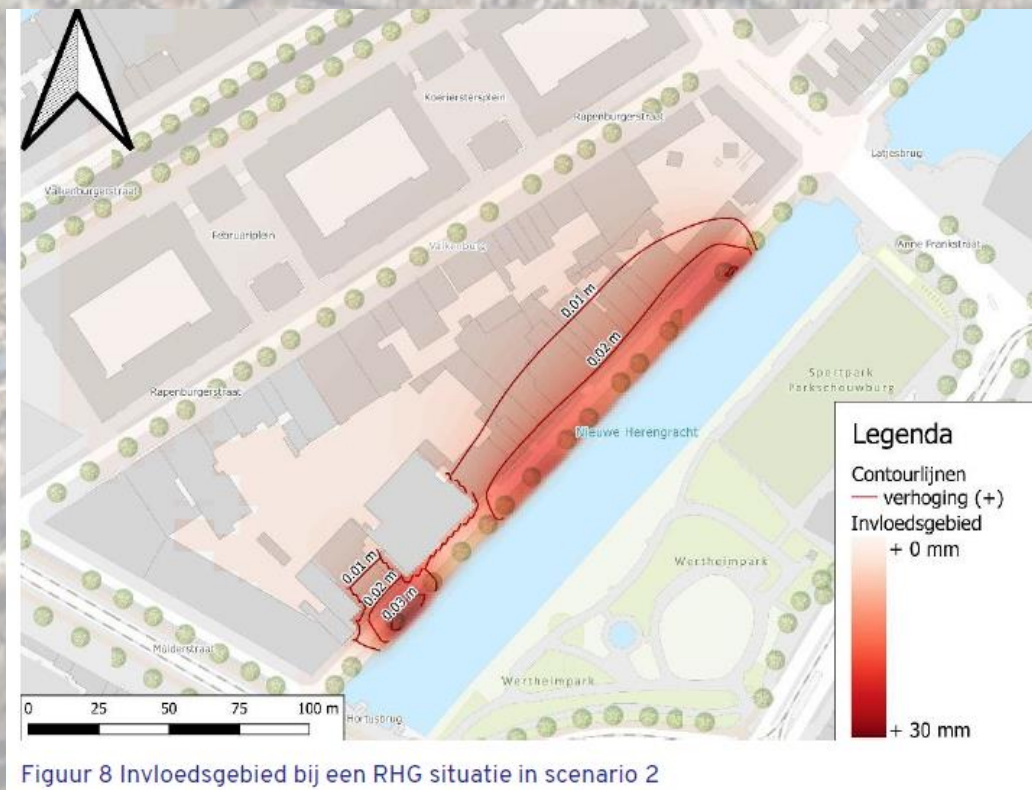 Koerierstersplein
Rapenburgerstraat
Latjesbrug
Valkenburgerstraat
Februariplein
Valkenburg
Anne Frankstraat
0.01 m
0.02 m
Rapenburgerstraat
Sportpark
Parkschouwburg
Nieuwe Herengracht
Wertheimpark
0.01 m
0.02 m
0.03 m
Muiderstraat
Wertheimpark
Hortusbrug
0 25 50 75 100 m
Legenda
Contourlijnen
verhoging (+)
Invloedsgebied
+ 0 mm
+ 30 mm
Figuur 8 Invloedsgebied bij een RHG situatie in scenario 2